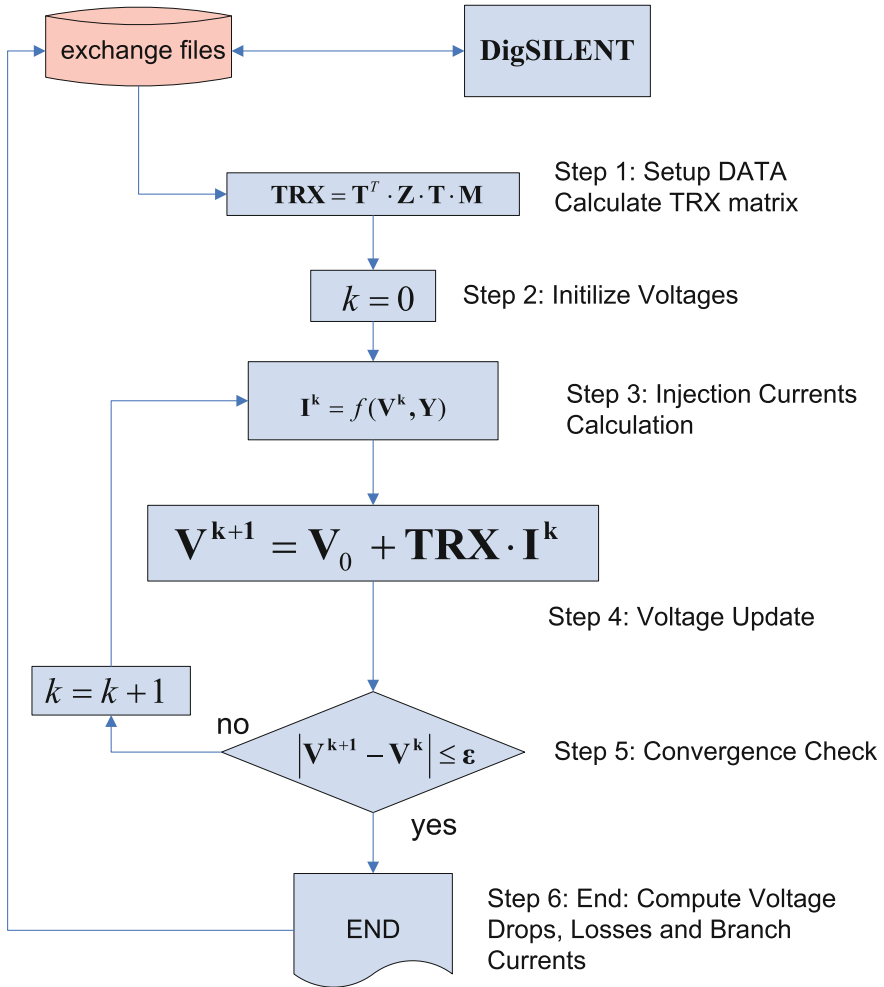 exchange files
DigSILENT
TRX = T^T · Z · T · M
Step 1: Setup DATA
Calculate TRX matrix
k = 0
Step 2: Initilize Voltages
I^k = f(V^k, Y)
Step 3: Injection Currents
Calculation
V^{k+1} = V_0 + TRX · I^k
Step 4: Voltage Update
k = k + 1
no
|V^{k+1} − V^k| ≤ ε
Step 5: Convergence Check
yes
END
Step 6: End: Compute Voltage
Drops, Losses and Branch
Currents